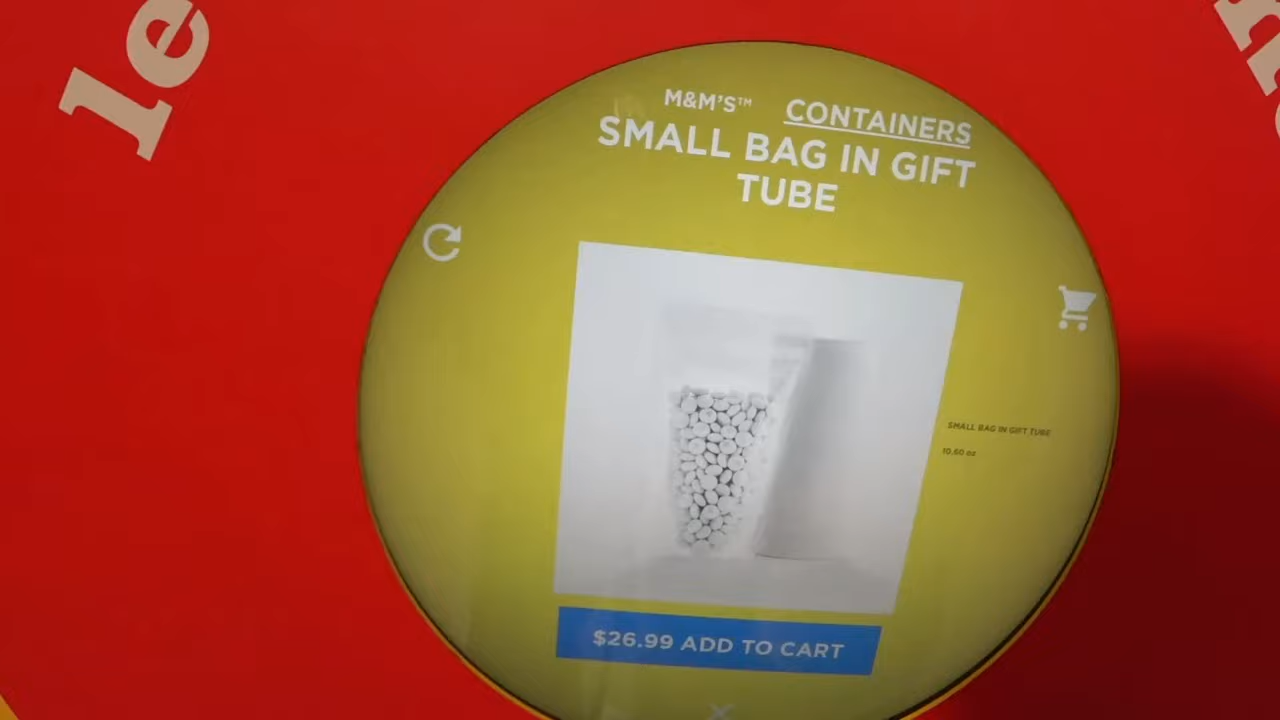 le
M&M'S™ CONTAINERS
SMALL BAG IN GIFT
TUBE
SMALL BAG IN GIFT TUBE
10.60 oz
$26.99 ADD TO CART